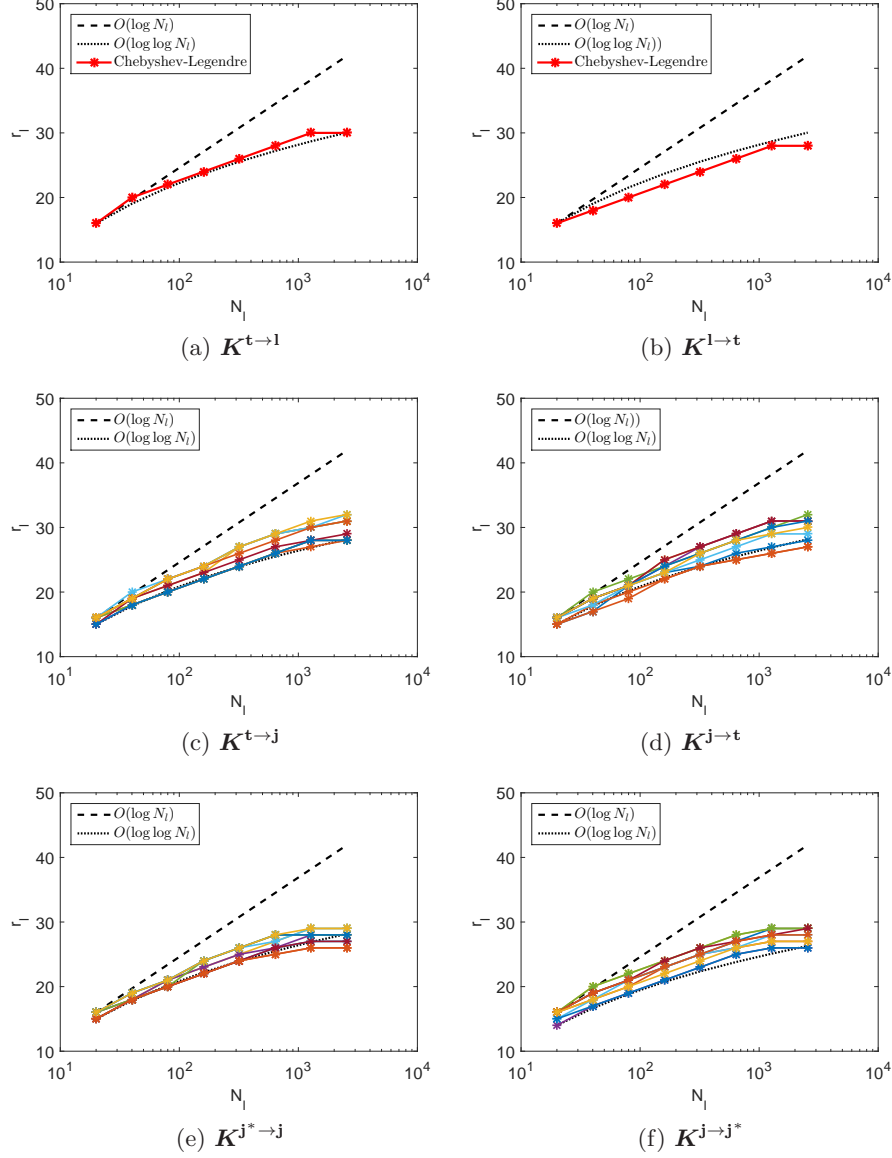 O(log N_l)
O(log log N_l)
Chebyshev-Legendre
50
40
30
20
10
r_l
10^1 10^2 10^3 10^4
N_l
(a) K^{t→l}
O(log N_l)
O(log log N_l))
Chebyshev-Legendre
50
40
30
20
10
r_l
10^1 10^2 10^3 10^4
N_l
(b) K^{l→t}
O(log N_l)
O(log log N_l)
50
40
30
20
10
r_l
10^1 10^2 10^3 10^4
N_l
(c) K^{t→j}
O(log N_l))
O(log log N_l)
50
40
30
20
10
r_l
10^1 10^2 10^3 10^4
N_l
(d) K^{j→t}
O(log N_l)
O(log log N_l)
50
40
30
20
10
r_l
10^1 10^2 10^3 10^4
N_l
(e) K^{j*→j}
O(log N_l)
O(log log N_l)
50
40
30
20
10
r_l
10^1 10^2 10^3 10^4
N_l
(f) K^{j→j*}